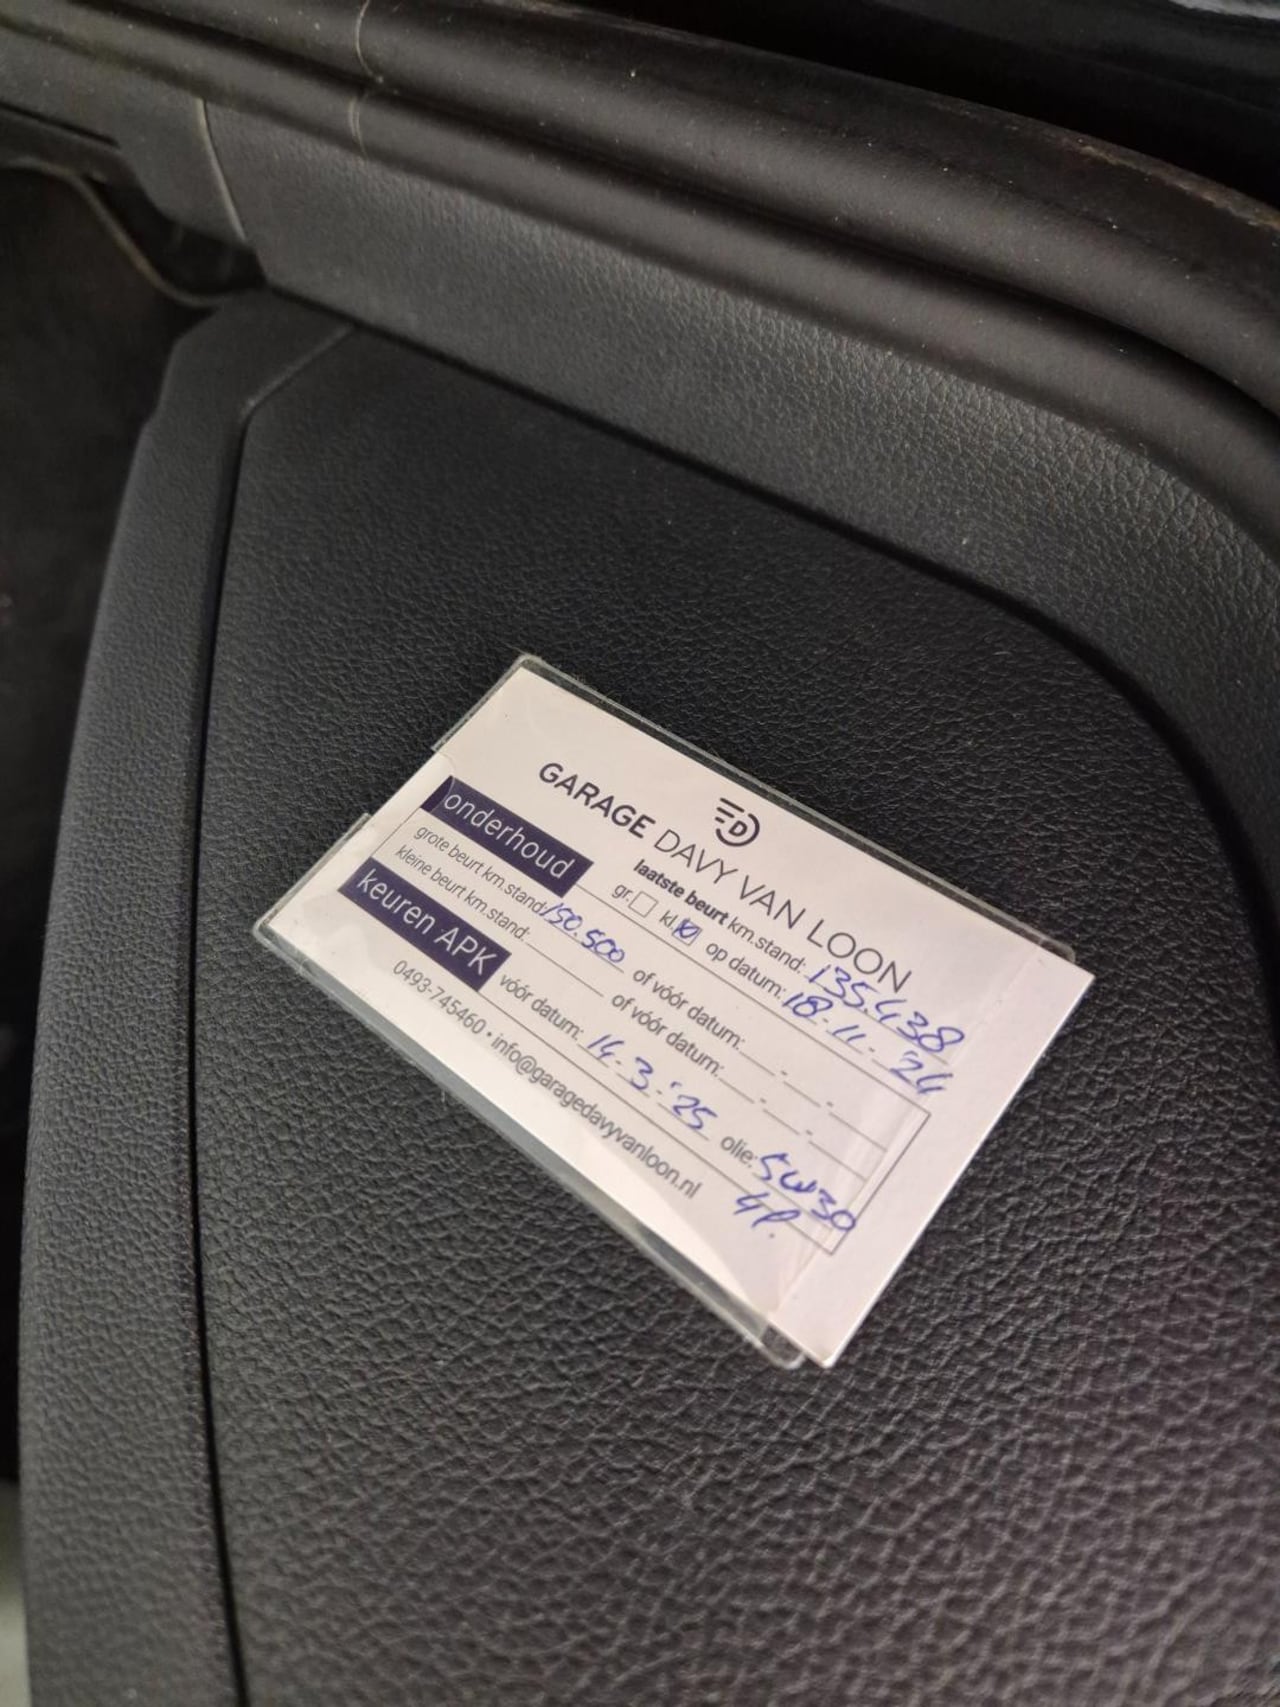 GARAGE DAVY VAN LOON
onderhoud
laatste beurt km.stand: 135.438
gr. kl. op datum: 18-11-'24
grote beurt km.stand: 150.500 of vóór datum:
kleine beurt km.stand: of vóór datum:
keuren APK vóór datum: 14-3-'25 olie: 5W30
4l.
0493-745460 • info@garagedavyvanloon.nl